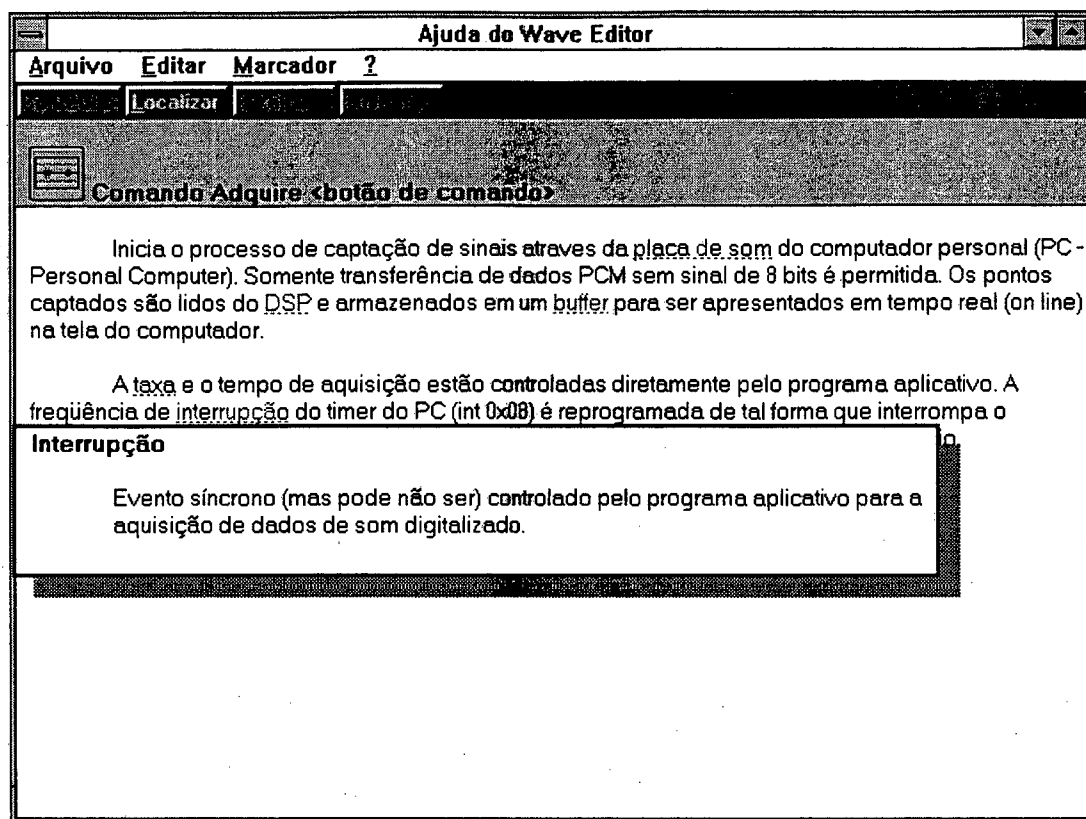 Ajuda do Wave Editor
Arquivo Editar Marcador ?
Localizar
Comando Adquire <botão de comando>
Inicia o processo de captação de sinais atraves da placa de som do computador personal (PC -
Personal Computer). Somente transferência de dados PCM sem sinal de 8 bits é permitida. Os pontos
captados são lidos do DSP e armazenados em um buffer para ser apresentados em tempo real (on line)
na tela do computador.
A taxa e o tempo de aquisição estão controladas diretamente pelo programa aplicativo. A
freqüência de interrupção do timer do PC (int 0x08) é reprogramada de tal forma que interrompa o
Interrupção
Evento síncrono (mas pode não ser) controlado pelo programa aplicativo para a
aquisição de dados de som digitalizado.